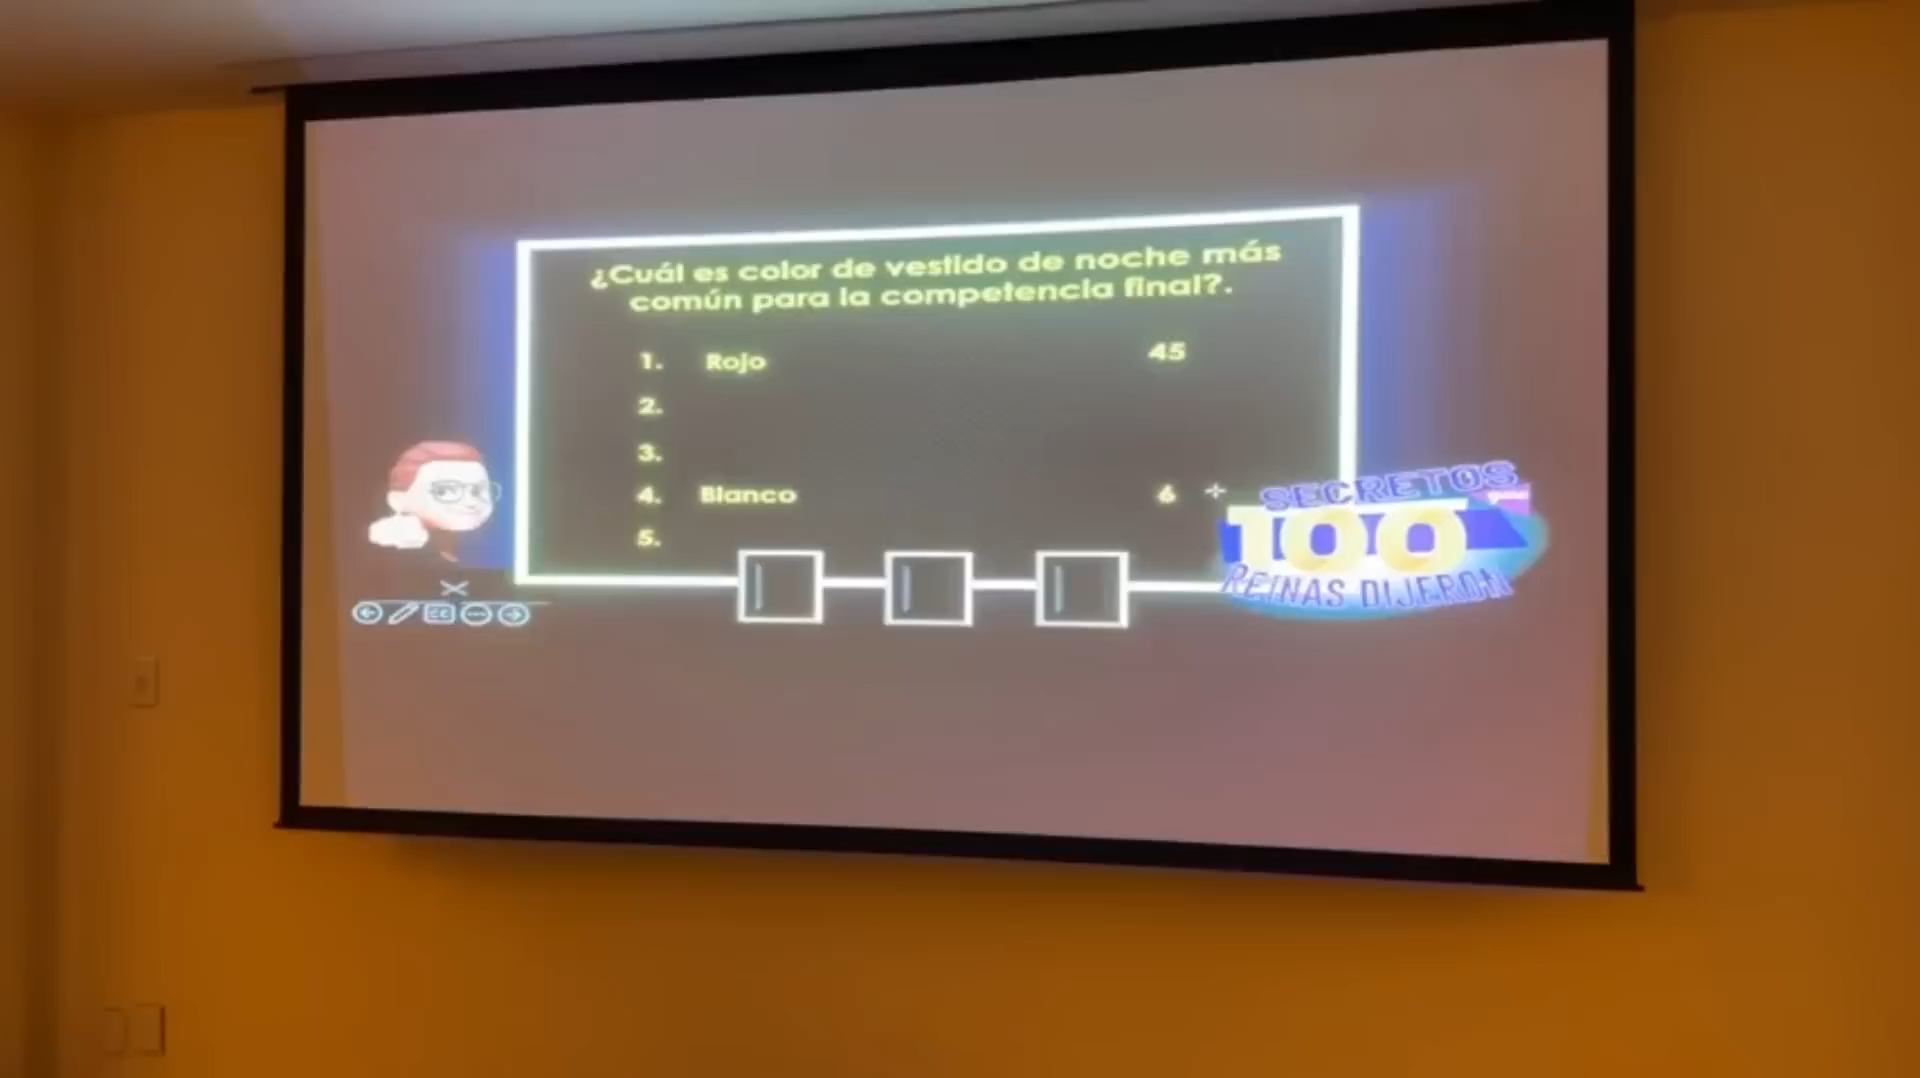 ¿Cuál es color de vestido de noche más
común para la competencia final?.
1. Rojo 45
2.
3.
4. Blanco 6
5.
SECRETOS
100
REINAS DIJERON
CC